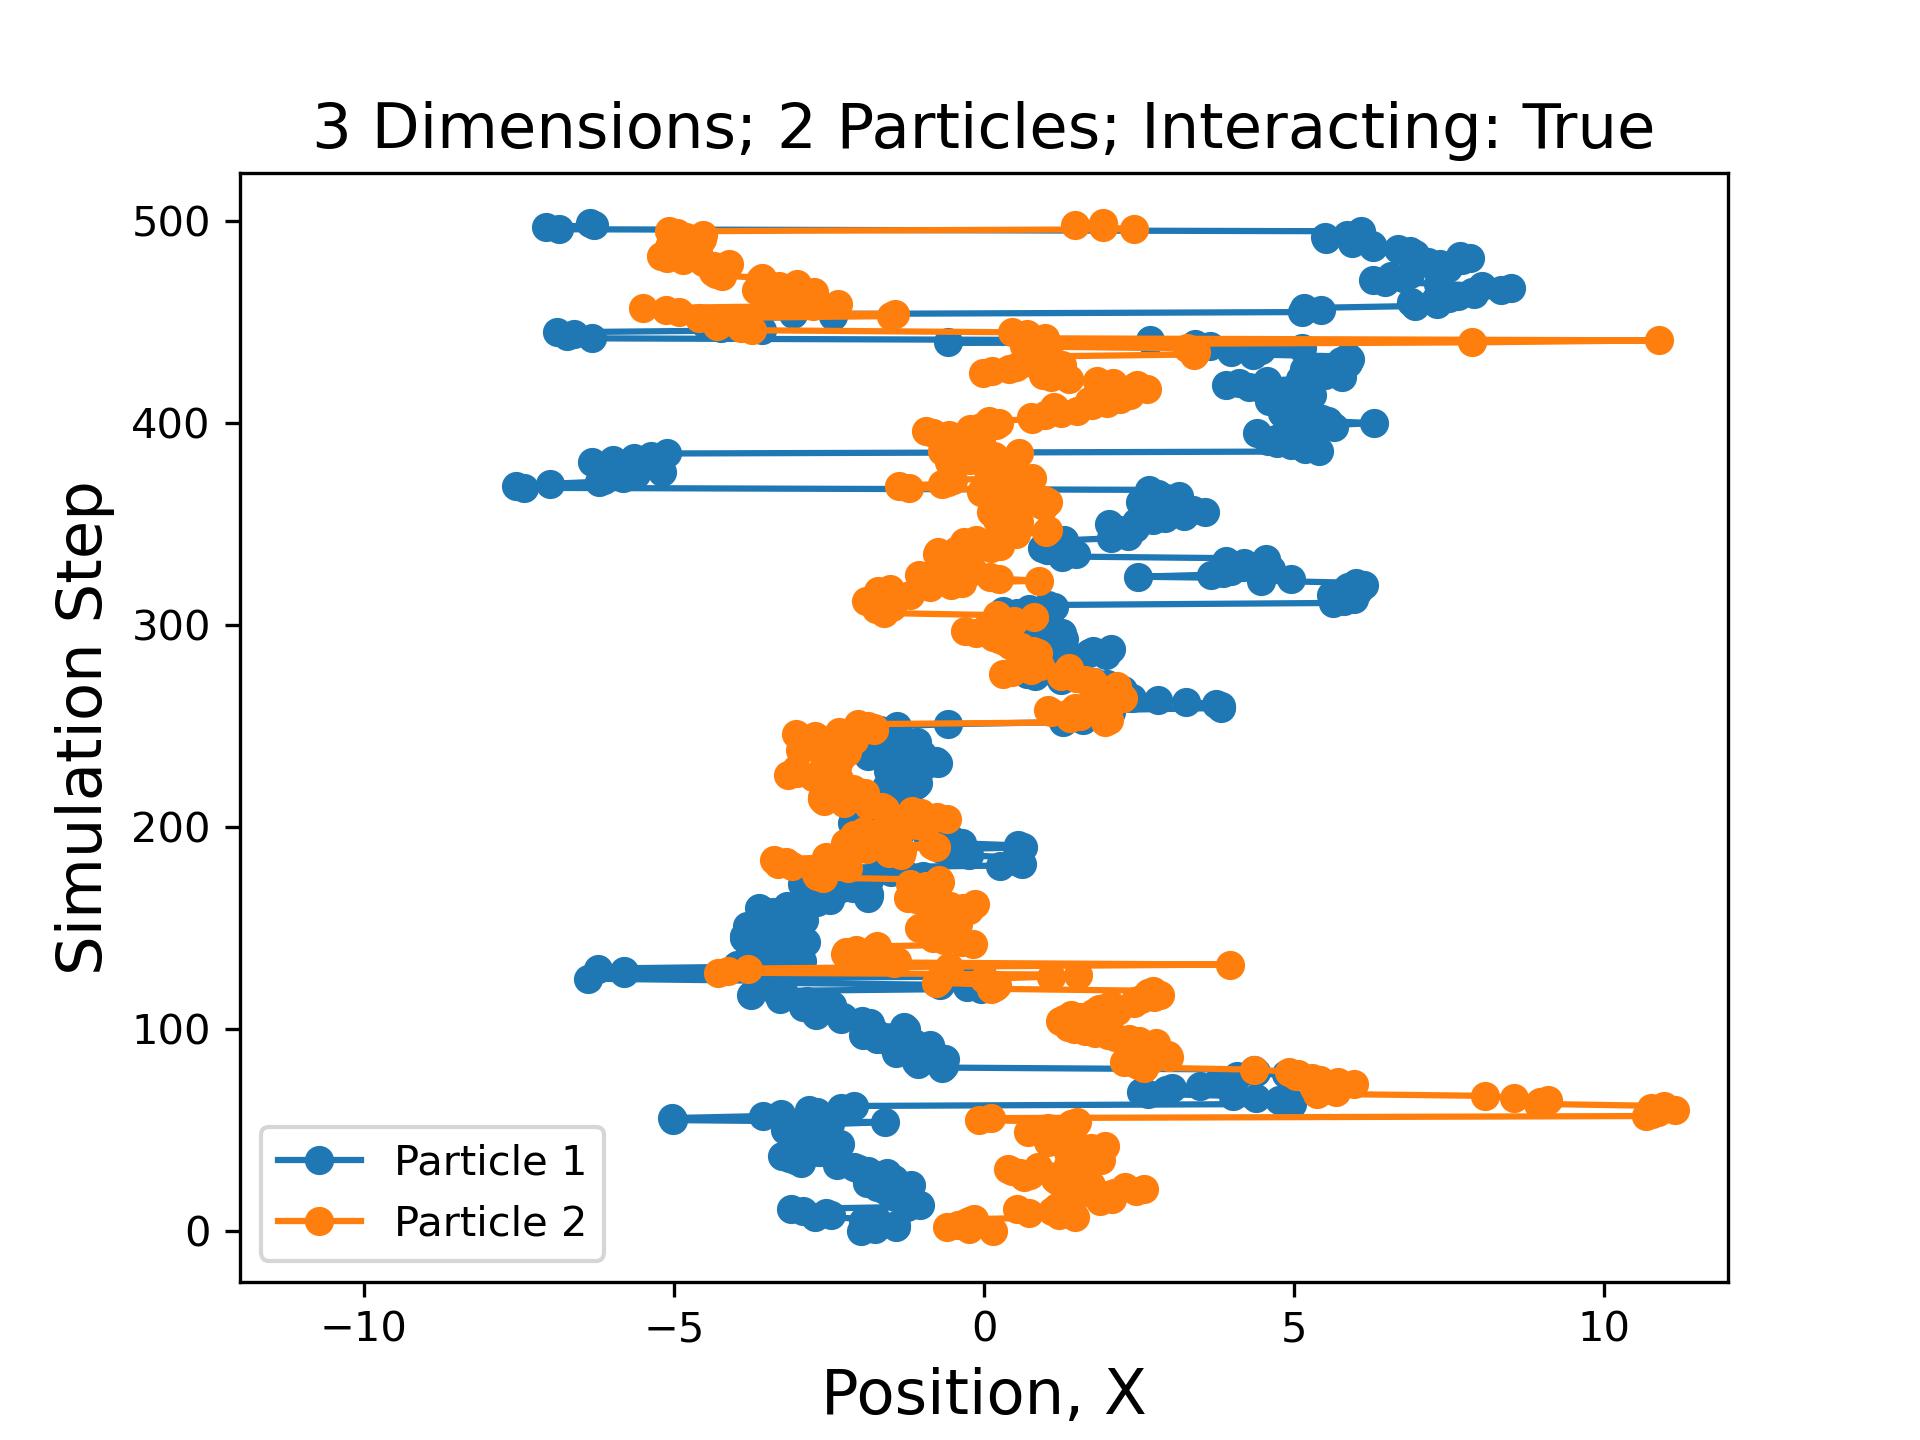 3 Dimensions; 2 Particles; Interacting: True
Simulation Step
500
400
300
200
100
0
Particle 1
Particle 2
−10 −5 0 5 10
Position, X